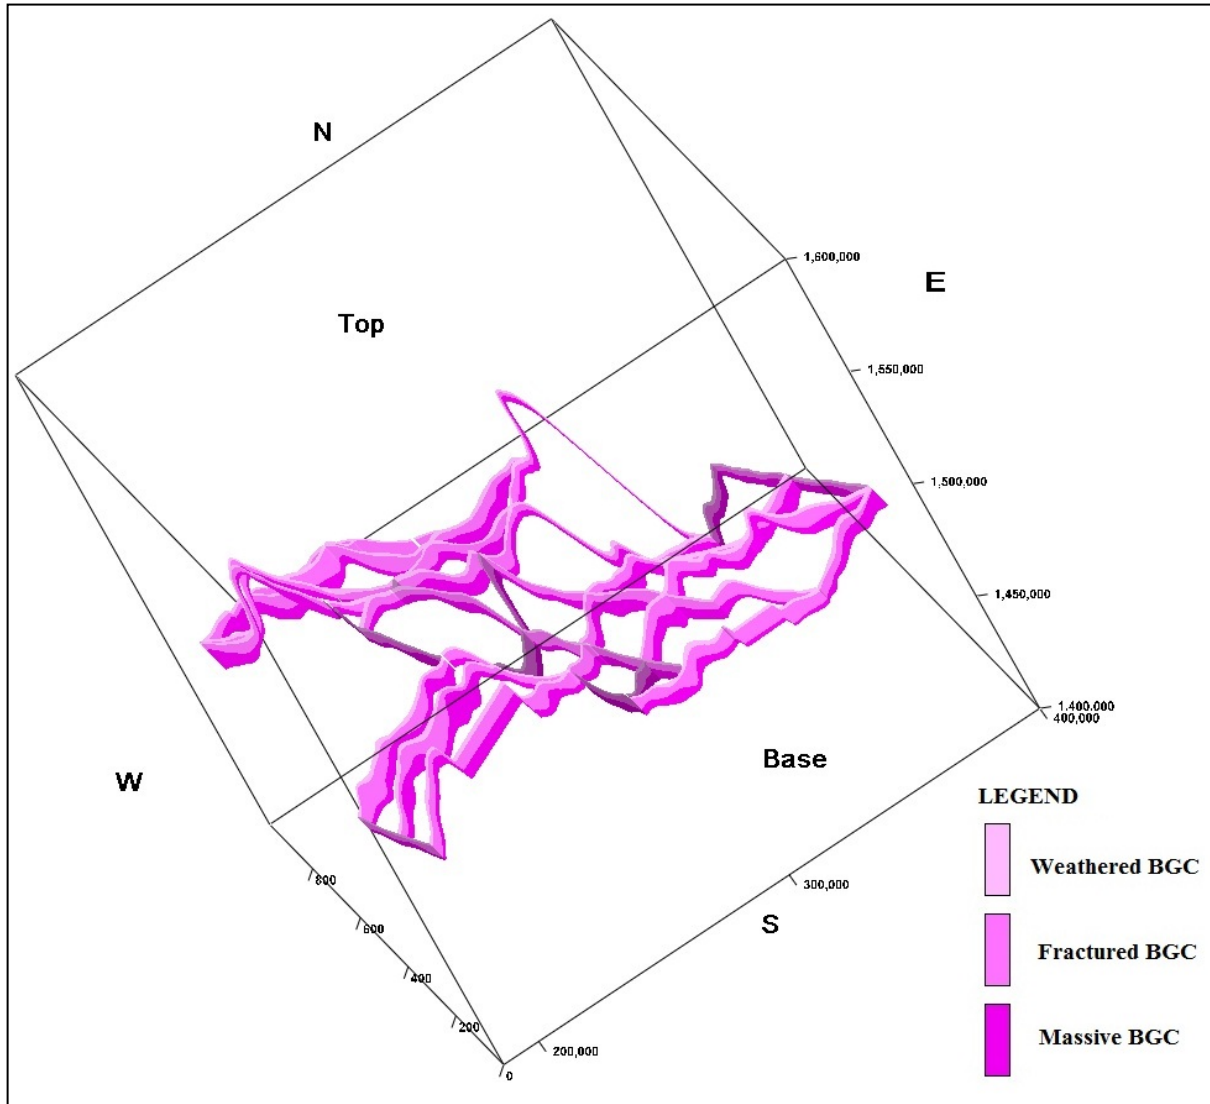 N
1,600,000
E
Top
1,550,000
1,500,000
1,450,000
1,400,000
400,000
Base
W
LEGEND
Weathered BGC
800
300,000
S
600
Fractured BGC
400
200
Massive BGC
200,000
0